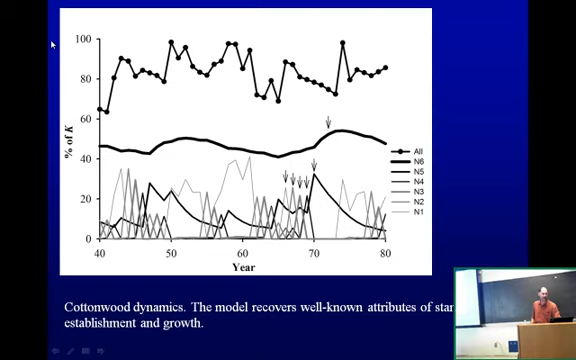 100
80
60
40
20
0
% of K
40
50
60
70
80
Year
All
N6
N5
N4
N3
N2
N1
Cottonwood dynamics. The model recovers well-known attributes of
establishment and growth.